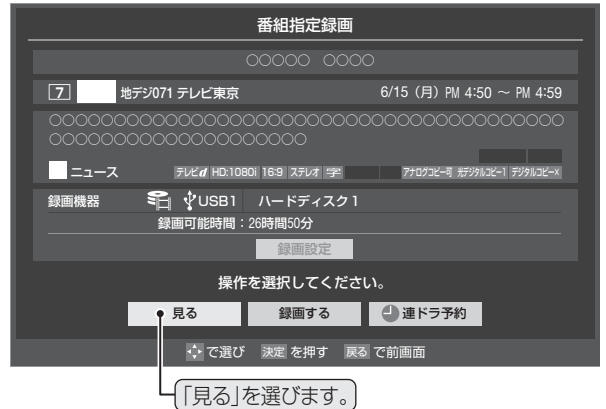 番組指定録画
○○○○○ ○○○○
7 地デジ071 テレビ東京 6/15（月）PM 4:50 ～ PM 4:59
○○○○○○○○○○○○○○○○○○○○○○○○○○○○○○○○○○○○○○○○
○○○○○○○○○○○○○○○○○○○○
ニュース テレビd HD:1080i 16:9 ステレオ 字 アナログコピー可 光デジタルコピー1 デジタルコピー×
録画機器 USB1 ハードディスク1
録画可能時間：26時間50分
録画設定
操作を選択してください。
見る 録画する 連ドラ予約
で選び 決定 を押す 戻る で前画面
「見る」を選びます。